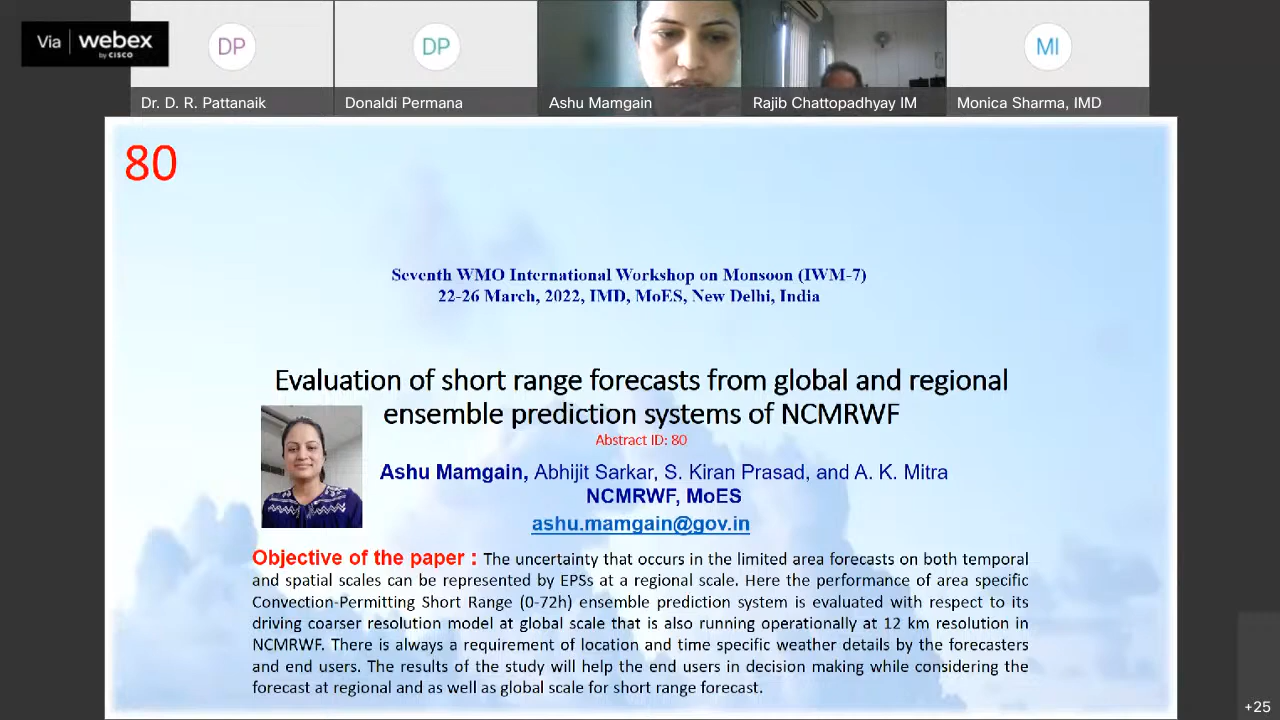 Via webex
by CISCO
DP
DP
MI
Dr. D. R. Pattanaik
Donaldi Permana
Ashu Mamgain
Rajib Chattopadhyay IM
Monica Sharma, IMD
80
Seventh WMO International Workshop on Monsoon (IWM-7)
22-26 March, 2022, IMD, MoES, New Delhi, India
Evaluation of short range forecasts from global and regional
ensemble prediction systems of NCMRWF
Abstract ID: 80
Ashu Mamgain, Abhijit Sarkar, S. Kiran Prasad, and A. K. Mitra
NCMRWF, MoES
ashu.mamgain@gov.in
Objective of the paper : The uncertainty that occurs in the limited area forecasts on both temporal
and spatial scales can be represented by EPSs at a regional scale. Here the performance of area specific
Convection-Permitting Short Range (0-72h) ensemble prediction system is evaluated with respect to its
driving coarser resolution model at global scale that is also running operationally at 12 km resolution in
NCMRWF. There is always a requirement of location and time specific weather details by the forecasters
and end users. The results of the study will help the end users in decision making while considering the
forecast at regional and as well as global scale for short range forecast.
+25